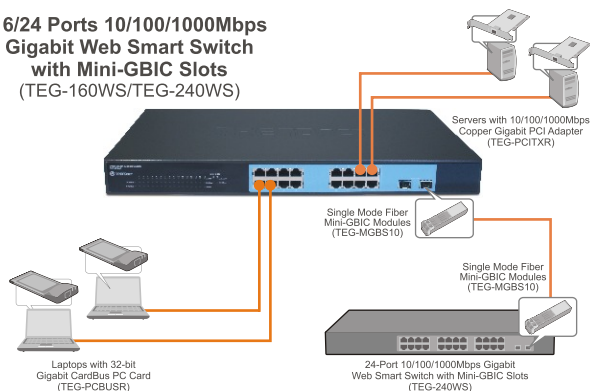 6/24 Ports 10/100/1000Mbps
Gigabit Web Smart Switch
with Mini-GBIC Slots
(TEG-160WS/TEG-240WS)
Servers with 10/100/1000Mbps
Copper Gigabit PCI Adapter
(TEG-PCITXR)
Single Mode Fiber
Mini-GBIC Modules
(TEG-MGBS10)
Single Mode Fiber
Mini-GBIC Modules
(TEG-MGBS10)
Laptops with 32-bit
Gigabit CardBus PC Card
(TEG-PCBUSR)
24-Port 10/100/1000Mbps Gigabit
Web Smart Switch with Mini-GBIC Slots
(TEG-240WS)